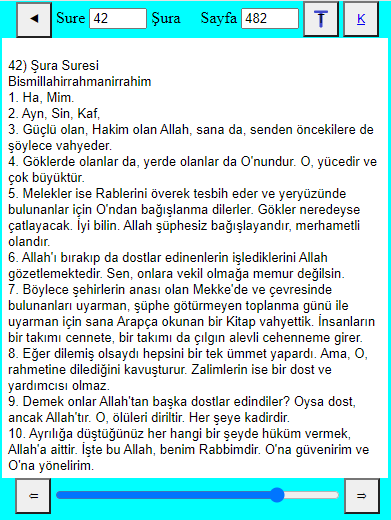 ◄ Sure 42 Şura Sayfa 482 T K
42) Şura Suresi
Bismillahirrahmanirrahim
1. Ha, Mim.
2. Ayn, Sin, Kaf,
3. Güçlü olan, Hakim olan Allah, sana da, senden öncekilere de
şöylece vahyeder.
4. Göklerde olanlar da, yerde olanlar da O'nundur. O, yücedir ve
çok büyüktür.
5. Melekler ise Rablerini överek tesbih eder ve yeryüzünde
bulunanlar için O'ndan bağışlanma dilerler. Gökler neredeyse
çatlayacak. İyi bilin. Allah şüphesiz bağışlayandır, merhametli
olandır.
6. Allah'ı bırakıp da dostlar edinenlerin işlediklerini Allah
gözetlemektedir. Sen, onlara vekil olmağa memur değilsin.
7. Böylece şehirlerin anası olan Mekke'de ve çevresinde
bulunanları uyarman, şüphe götürmeyen toplanma günü ile
uyarman için sana Arapça okunan bir Kitap vahyettik. İnsanların
bir takımı cennete, bir takımı da çılgın alevli cehenneme girer.
8. Eğer dilemiş olsaydı hepsini bir tek ümmet yapardı. Ama, O,
rahmetine dilediğini kavuşturur. Zalimlerin ise bir dost ve
yardımcısı olmaz.
9. Demek onlar Allah'tan başka dostlar edindiler? Oysa dost,
ancak Allah'tır. O, ölüleri diriltir. Her şeye kadirdir.
10. Ayrılığa düştüğünüz her hangi bir şeyde hüküm vermek,
Allah'a aittir. İşte bu Allah, benim Rabbimdir. O'na güvenirim ve
O'na yönelirim.
⇐ ⇒